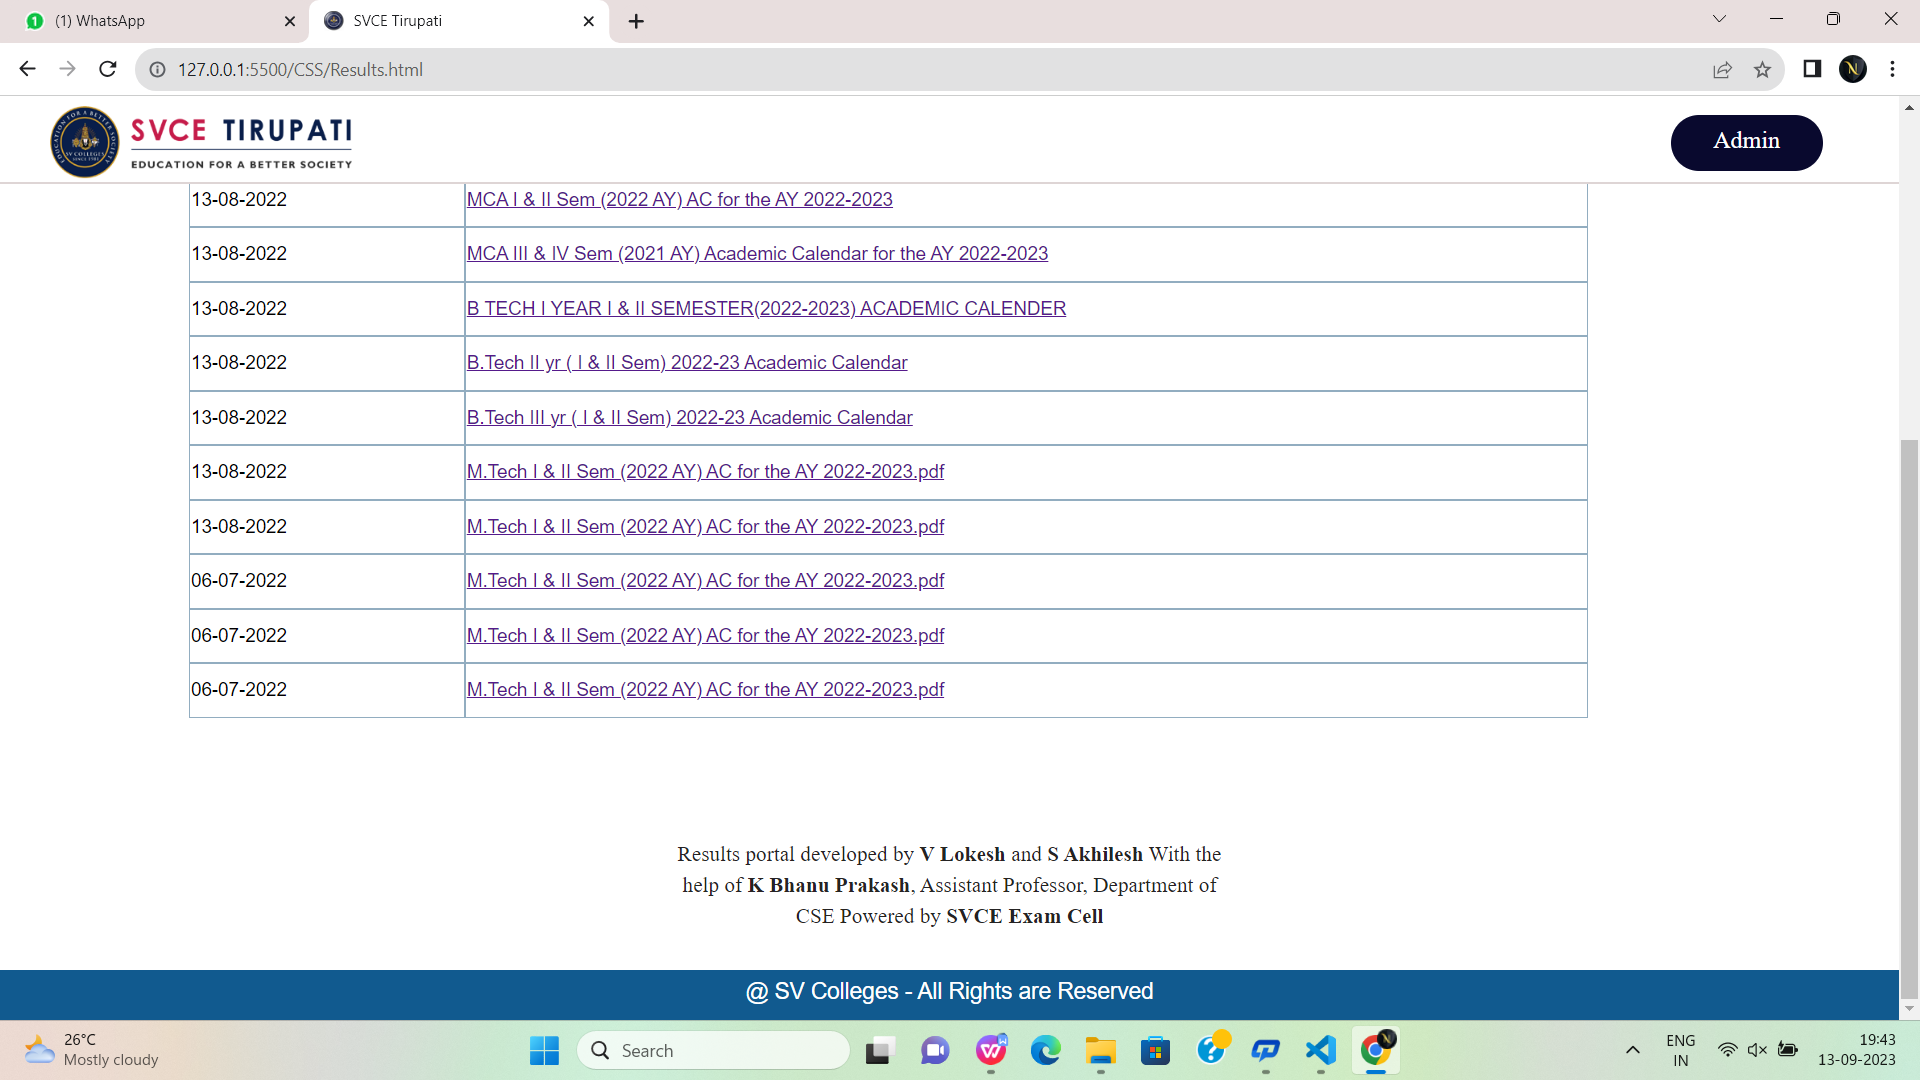 (1) WhatsApp
SVCE Tirupati
127.0.0.1:5500/CSS/Results.html
SVCE TIRUPATI
EDUCATION FOR A BETTER SOCIETY
Admin
13-08-2022 MCA I & II Sem (2022 AY) AC for the AY 2022-2023
13-08-2022 MCA III & IV Sem (2021 AY) Academic Calendar for the AY 2022-2023
13-08-2022 B TECH I YEAR I & II SEMESTER(2022-2023) ACADEMIC CALENDER
13-08-2022 B.Tech II yr ( I & II Sem) 2022-23 Academic Calendar
13-08-2022 B.Tech III yr ( I & II Sem) 2022-23 Academic Calendar
13-08-2022 M.Tech I & II Sem (2022 AY) AC for the AY 2022-2023.pdf
13-08-2022 M.Tech I & II Sem (2022 AY) AC for the AY 2022-2023.pdf
06-07-2022 M.Tech I & II Sem (2022 AY) AC for the AY 2022-2023.pdf
06-07-2022 M.Tech I & II Sem (2022 AY) AC for the AY 2022-2023.pdf
06-07-2022 M.Tech I & II Sem (2022 AY) AC for the AY 2022-2023.pdf
Results portal developed by V Lokesh and S Akhilesh With the
help of K Bhanu Prakash, Assistant Professor, Department of
CSE Powered by SVCE Exam Cell
@ SV Colleges - All Rights are Reserved
26°C
Mostly cloudy
Search
ENG
IN
19:43
13-09-2023